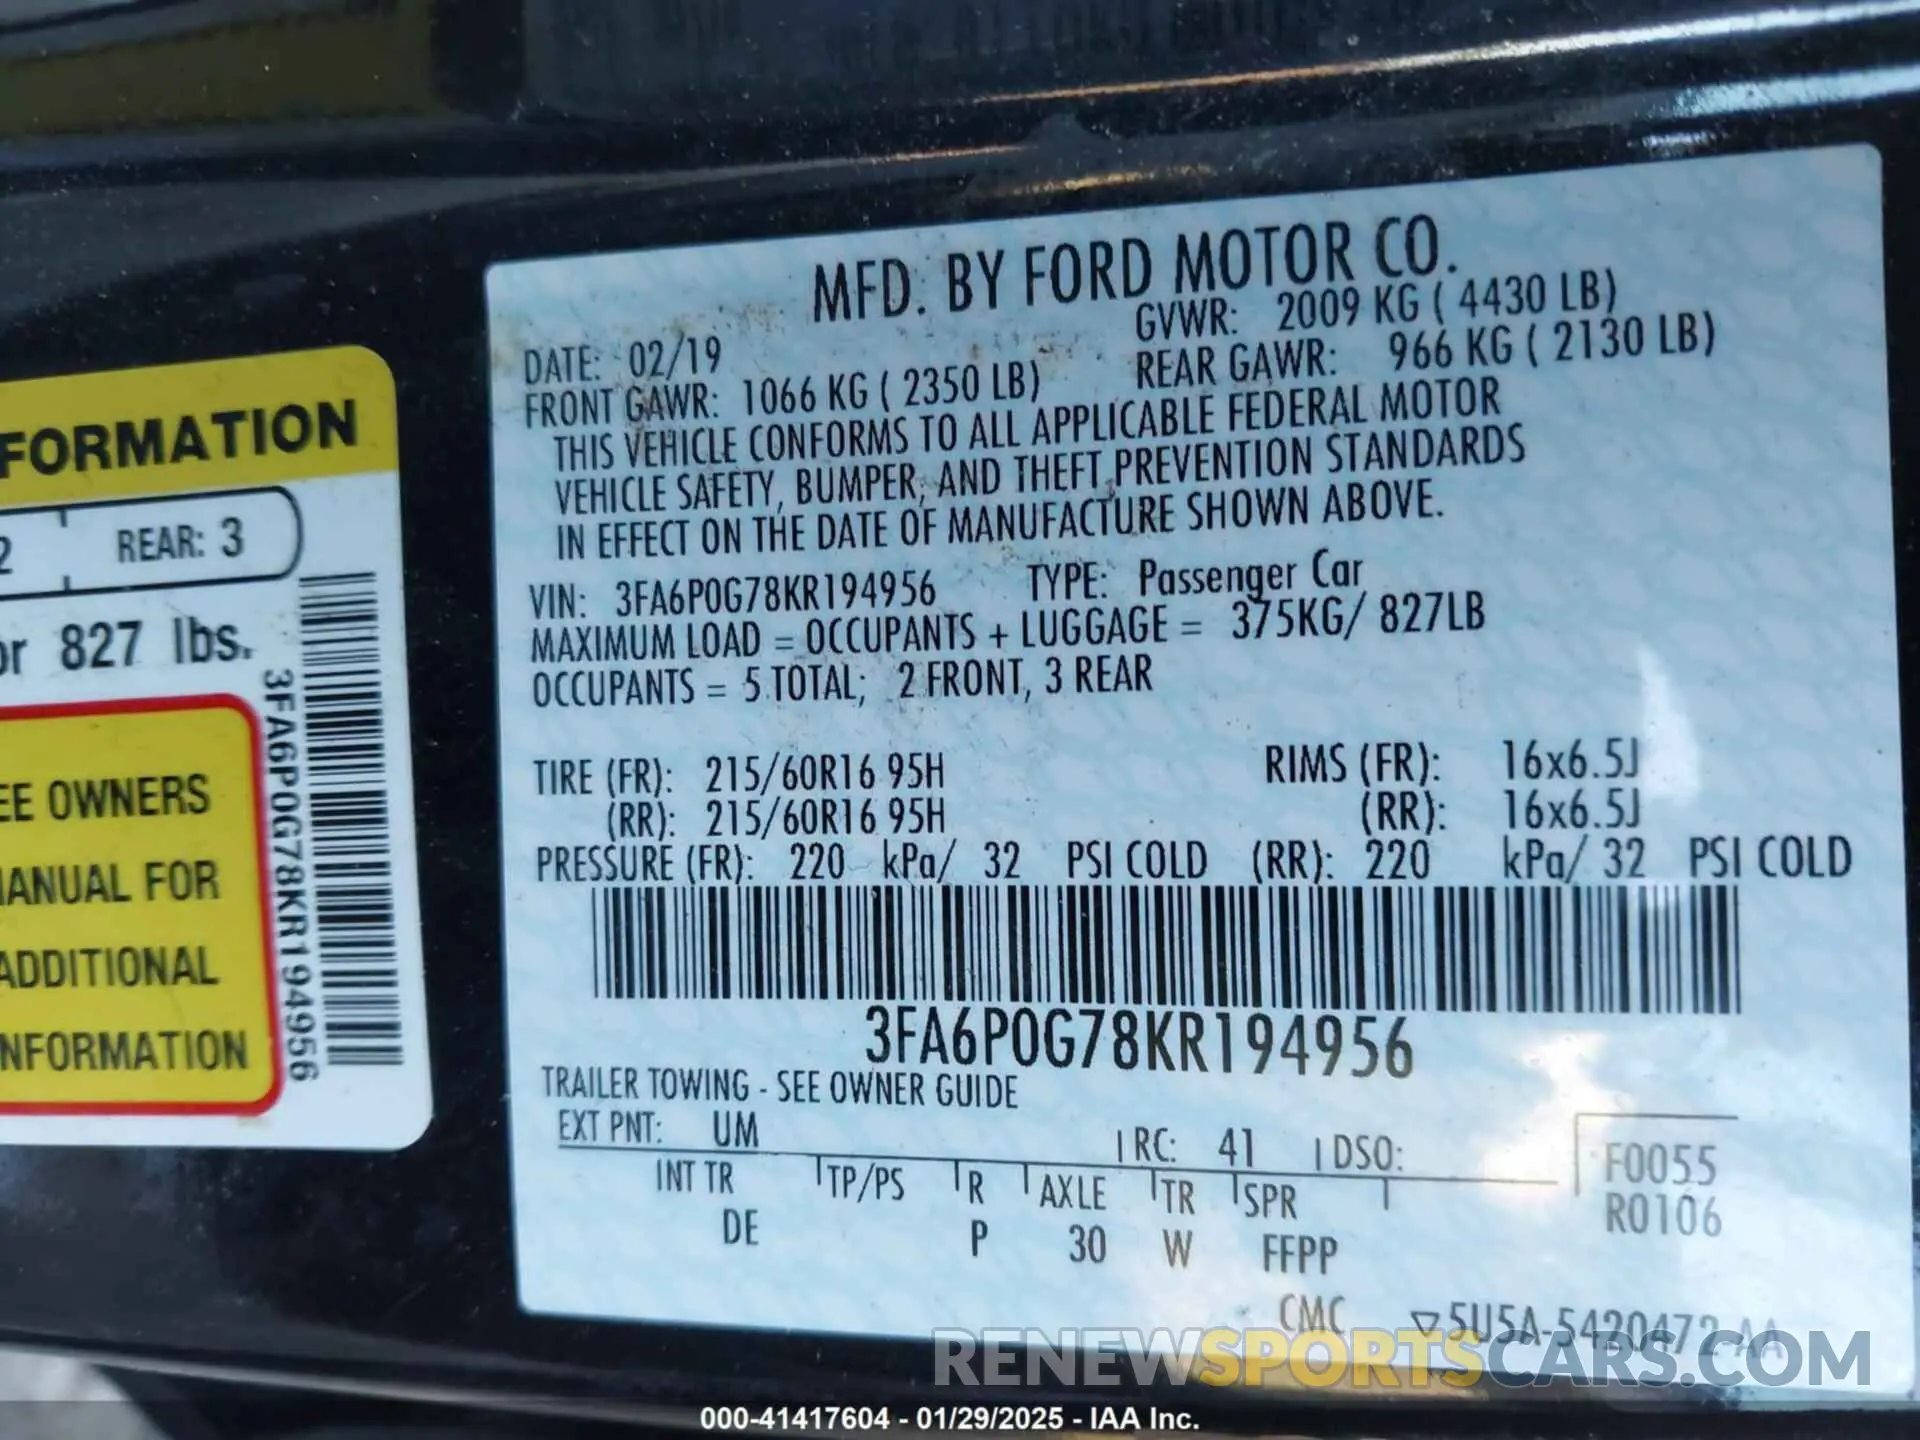 MFD. BY FORD MOTOR CO.
DATE: 02/19 GVWR: 2009 KG ( 4430 LB)
FRONT GAWR: 1066 KG ( 2350 LB) REAR GAWR: 966 KG ( 2130 LB)
THIS VEHICLE CONFORMS TO ALL APPLICABLE FEDERAL MOTOR
VEHICLE SAFETY, BUMPER, AND THEFT PREVENTION STANDARDS
IN EFFECT ON THE DATE OF MANUFACTURE SHOWN ABOVE.
VIN: 3FA6P0G78KR194956 TYPE: Passenger Car
MAXIMUM LOAD = OCCUPANTS + LUGGAGE = 375KG/ 827LB
OCCUPANTS = 5 TOTAL; 2 FRONT, 3 REAR
TIRE (FR): 215/60R16 95H RIMS (FR): 16x6.5J
(RR): 215/60R16 95H (RR): 16x6.5J
PRESSURE (FR): 220 kPa/ 32 PSI COLD (RR): 220 kPa/ 32 PSI COLD
3FA6P0G78KR194956
TRAILER TOWING - SEE OWNER GUIDE
EXT PNT: UM RC: 41 DSO: F0055
INT TR TP/PS R AXLE TR SPR R0106
DE P 30 W FFPP
CMC ▽5U5A-5420472-AA
FORMATION
2 REAR: 3
or 827 lbs.
EE OWNERS
MANUAL FOR
ADDITIONAL
INFORMATION
3FA6P0G78KR194956
RENEWSPORTSCARS.COM
000-41417604 - 01/29/2025 - IAA Inc.